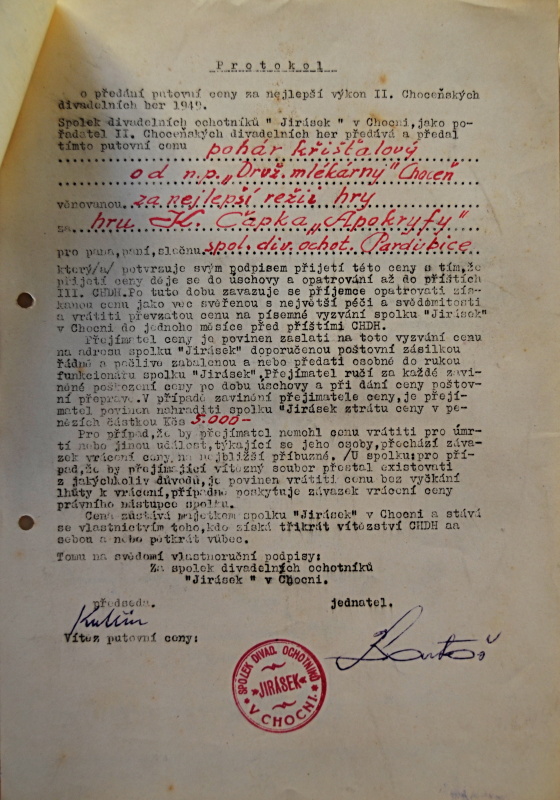 Protokol
o předání putovní ceny za nejlepší výkon II. Choceňských
divadelních her 1949.
Spolek divadelních ochotníků " Jirásek " v Chocni, jako po-
řadatel II. Choceňských divadelních her předává a předal
tímto putovní cenu pohár křišťalový
od n.p. „Druž. mlékárny" Choceň
věnovanou za nejlepší režii hry
za hru K. Čapka „Apokryfy"
pro pana, paní, slečnu spol. div. ochot. Pardubice
který/á/ potvrzuje svým podpisem přijetí této ceny s tím, že
přijetí ceny děje se do úschovy a opatrování až do příštích
III. CHDH. Po tuto dobu zavazuje se příjemce opatrovati zís-
kanou cenu jako věc svěřenou s největší péči a svědomitostí
a vrátiti převzatou cenu na písemné vyzvání spolku "Jirásek"
v Chocni do jednoho měsíce před příštími CHDH.
Přejímatel ceny je povinen zaslati na toto vyzvání cenu
na adresu spolku "Jirásek" doporučenou poštovní zásilkou
řádně a pečlivě zabalenou a nebo předati osobně do rukou
funkcionáru spolku "Jirásek", Přejímatel ručí za každé zavi-
něné poškození ceny po dobu úschovy a při dání ceny poštov-
ní přepravě. V případě zavinění přejímatele ceny, je přejí-
matel povinen nahraditi spolku "Jirásek ztrátu ceny v pe-
nězích částkou Kčs 5.000-
Pro případ, že by přejímatel nemohl cenu vrátiti pro úmr-
tí nebo jinou událost, týkající se jeho osoby, přechází záva-
zek vrácení ceny na nejbližší příbuzné. /U spolku: pro pří-
pad, že by přejímající vítězný soubor přestal existovati
z jakýchkoliv důvodů, je povinen vrátiti cenu bez vyčkání
lhůty k vrácení, případně poskytuje závazek vrácení ceny
právního nástupce spolku.
Cena zůstává majetkem spolku "Jirásek" v Chocni a stává
se vlastnictvím toho, kdo získá třikrát vítězství CHDH za
sebou a nebo pětkrát vůbec.
Tomu na svědomí vlastnoruční podpisy:
Za spolek divadelních ochotníků
"Jirásek " v Chocni.
předseda. jednatel.
Vítěz putovní ceny:
SPOLEK DIVAD. OCHOTNÍKŮ
"JIRÁSEK"
V CHOCNI.